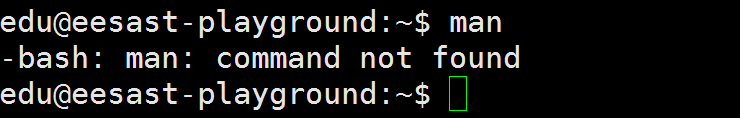 edu@eesast-playground:~$ man
-bash: man: command not found
edu@eesast-playground:~$